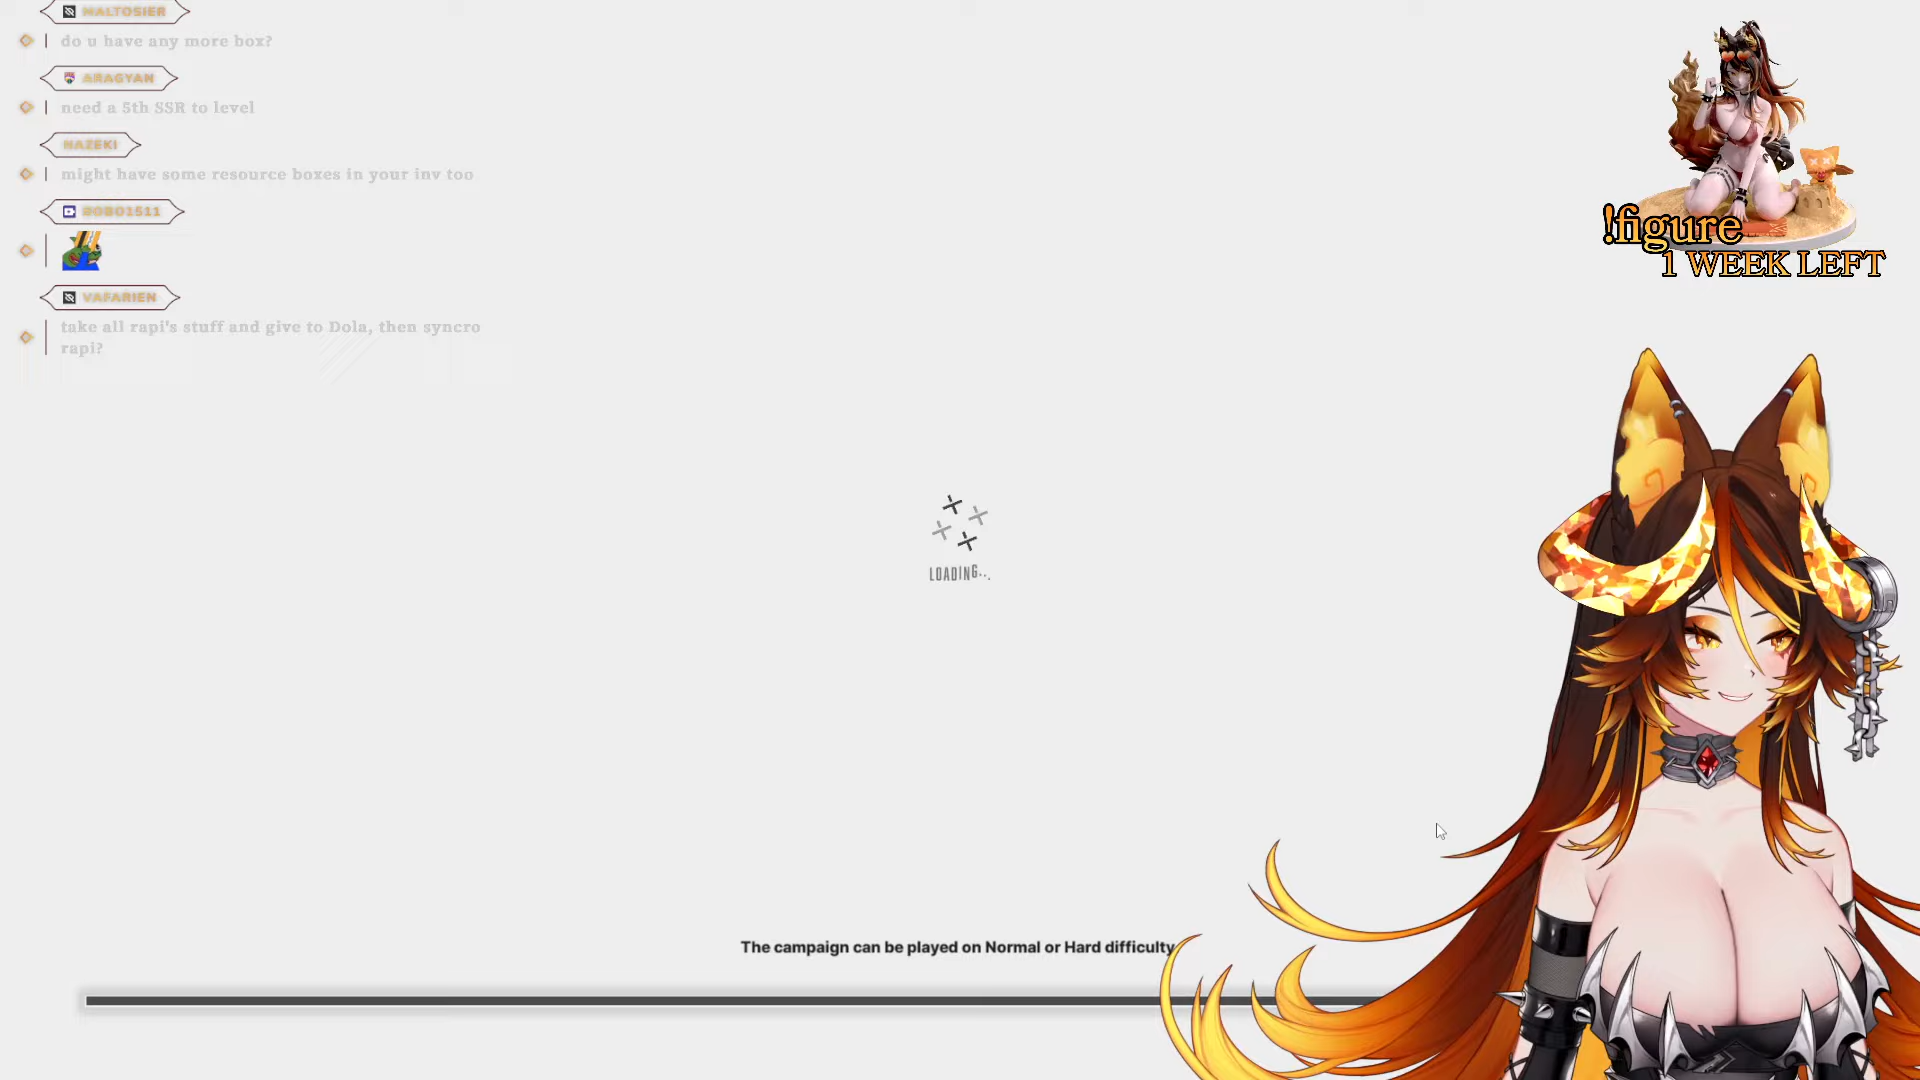 MALTOSIER
do u have any more box?
ARAGYAN
need a 5th SSR to level
NAZEKI
might have some resource boxes in your inv too
VAFARIEN
take all rapi's stuff and give to Dola, then syncro
rapi?
!figure
1 WEEK LEFT
LOADING...
The campaign can be played on Normal or Hard difficulty